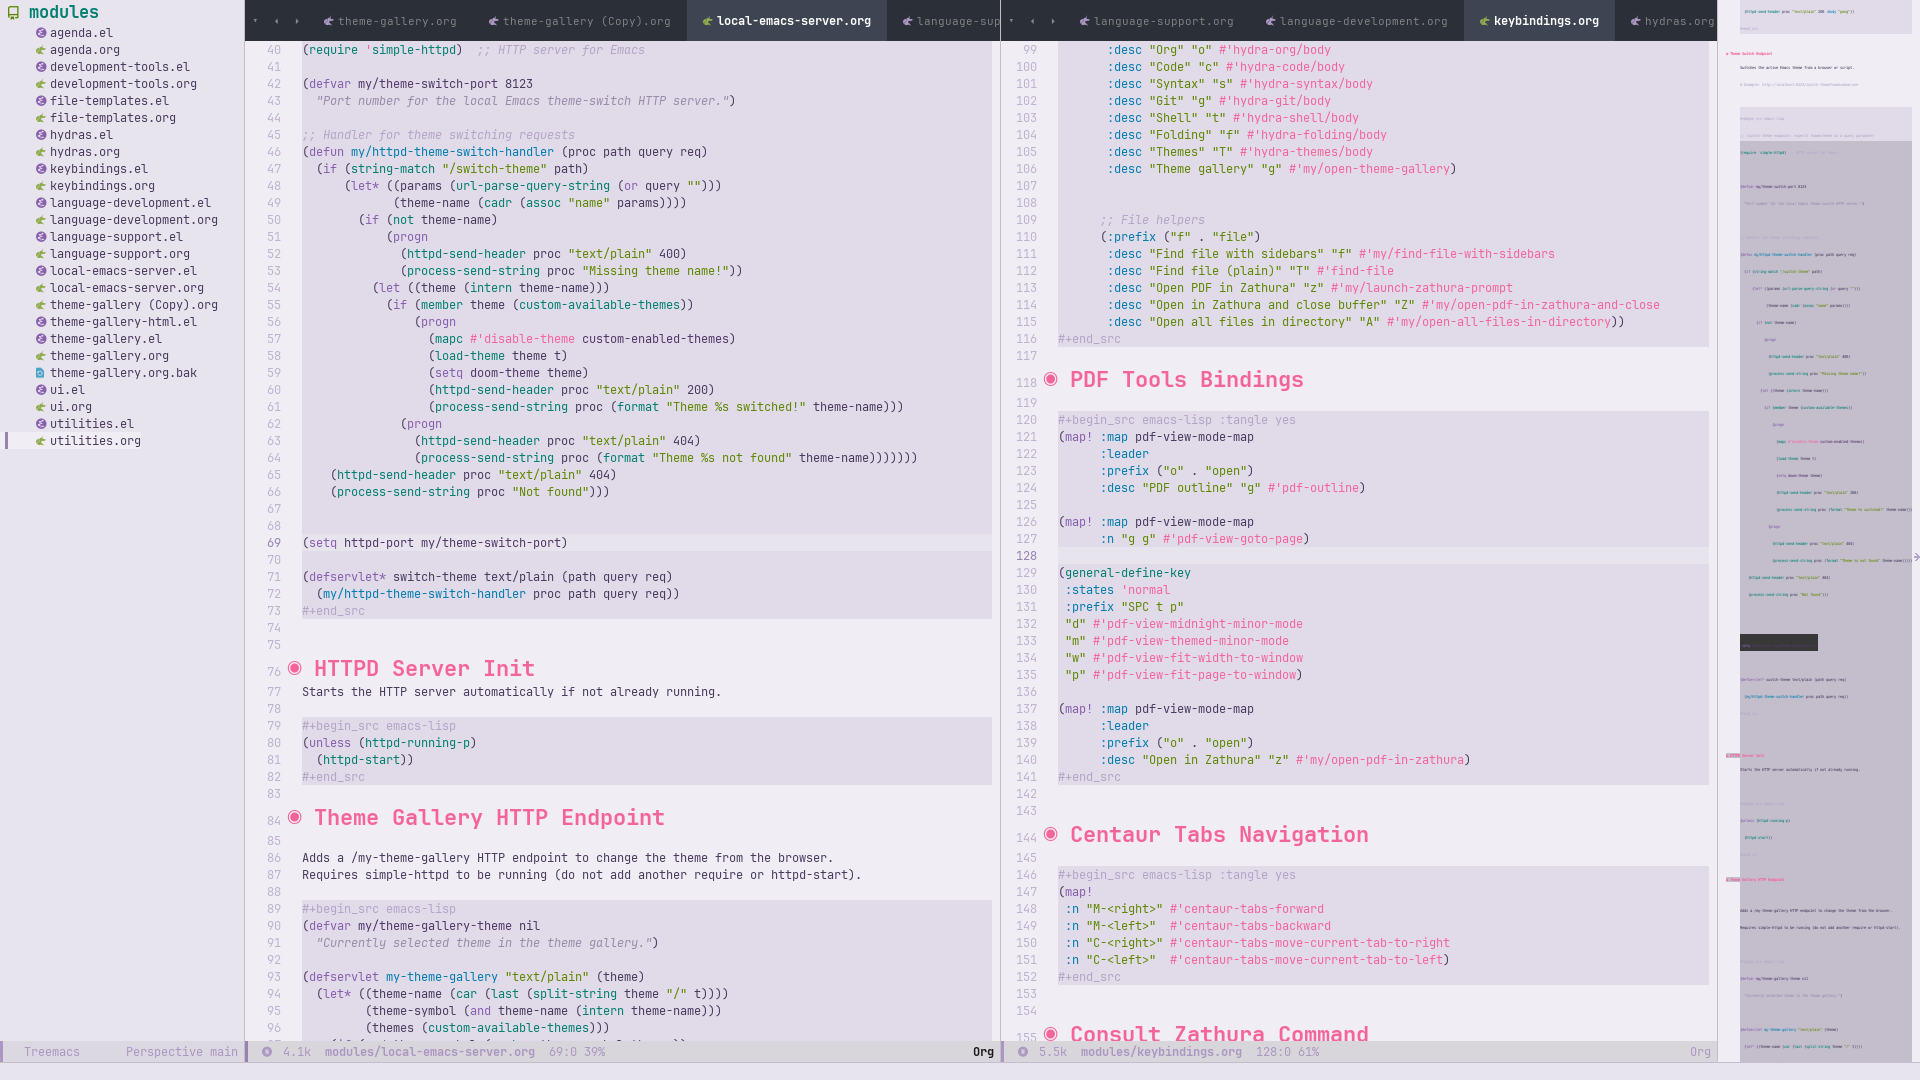 modules
agenda.el
agenda.org
development-tools.el
development-tools.org
file-templates.el
file-templates.org
hydras.el
hydras.org
keybindings.el
keybindings.org
language-development.el
language-development.org
language-support.el
language-support.org
local-emacs-server.el
local-emacs-server.org
theme-gallery (Copy).org
theme-gallery-html.el
theme-gallery.el
theme-gallery.org
theme-gallery.org.bak
ui.el
ui.org
utilities.el
utilities.org
Treemacs Perspective main
theme-gallery.org theme-gallery (Copy).org local-emacs-server.org language-sup
40 (require 'simple-httpd)  ;; HTTP server for Emacs
41
42 (defvar my/theme-switch-port 8123
43   "Port number for the local Emacs theme-switch HTTP server.")
44
45 ;; Handler for theme switching requests
46 (defun my/httpd-theme-switch-handler (proc path query req)
47   (if (string-match "/switch-theme" path)
48       (let* ((params (url-parse-query-string (or query "")))
49              (theme-name (cadr (assoc "name" params))))
50         (if (not theme-name)
51             (progn
52               (httpd-send-header proc "text/plain" 400)
53               (process-send-string proc "Missing theme name!"))
54           (let ((theme (intern theme-name)))
55             (if (member theme (custom-available-themes))
56                 (progn
57                   (mapc #'disable-theme custom-enabled-themes)
58                   (load-theme theme t)
59                   (setq doom-theme theme)
60                   (httpd-send-header proc "text/plain" 200)
61                   (process-send-string proc (format "Theme %s switched!" theme-name)))
62               (progn
63                 (httpd-send-header proc "text/plain" 404)
64                 (process-send-string proc (format "Theme %s not found" theme-name)))))))
65     (httpd-send-header proc "text/plain" 404)
66     (process-send-string proc "Not found")))
67
68
69 (setq httpd-port my/theme-switch-port)
70
71 (defservlet* switch-theme text/plain (path query req)
72   (my/httpd-theme-switch-handler proc path query req))
73 #+end_src
74
75
76 ◉ HTTPD Server Init
77 Starts the HTTP server automatically if not already running.
78
79 #+begin_src emacs-lisp
80 (unless (httpd-running-p)
81   (httpd-start))
82 #+end_src
83
84 ◉ Theme Gallery HTTP Endpoint
85
86 Adds a /my-theme-gallery HTTP endpoint to change the theme from the browser.
87 Requires simple-httpd to be running (do not add another require or httpd-start).
88
89 #+begin_src emacs-lisp
90 (defvar my/theme-gallery-theme nil
91   "Currently selected theme in the theme gallery.")
92
93 (defservlet my-theme-gallery "text/plain" (theme)
94   (let* ((theme-name (car (last (split-string theme "/" t))))
95          (theme-symbol (and theme-name (intern theme-name)))
96          (themes (custom-available-themes)))
4.1k modules/local-emacs-server.org 69:0 39% Org
language-support.org language-development.org keybindings.org hydras.org
99        :desc "Org" "o" #'hydra-org/body
100       :desc "Code" "c" #'hydra-code/body
101       :desc "Syntax" "s" #'hydra-syntax/body
102       :desc "Git" "g" #'hydra-git/body
103       :desc "Shell" "t" #'hydra-shell/body
104       :desc "Folding" "f" #'hydra-folding/body
105       :desc "Themes" "T" #'hydra-themes/body
106       :desc "Theme gallery" "g" #'my/open-theme-gallery)
107
108
109      ;; File helpers
110      (:prefix ("f" . "file")
111       :desc "Find file with sidebars" "f" #'my/find-file-with-sidebars
112       :desc "Find file (plain)" "T" #'find-file
113       :desc "Open PDF in Zathura" "z" #'my/launch-zathura-prompt
114       :desc "Open in Zathura and close buffer" "Z" #'my/open-pdf-in-zathura-and-close
115       :desc "Open all files in directory" "A" #'my/open-all-files-in-directory))
116 #+end_src
117
118 ◉ PDF Tools Bindings
119
120 #+begin_src emacs-lisp :tangle yes
121 (map! :map pdf-view-mode-map
122       :leader
123       :prefix ("o" . "open")
124       :desc "PDF outline" "g" #'pdf-outline)
125
126 (map! :map pdf-view-mode-map
127       :n "g g" #'pdf-view-goto-page)
128
129 (general-define-key
130  :states 'normal
131  :prefix "SPC t p"
132  "d" #'pdf-view-midnight-minor-mode
133  "m" #'pdf-view-themed-minor-mode
134  "w" #'pdf-view-fit-width-to-window
135  "p" #'pdf-view-fit-page-to-window)
136
137 (map! :map pdf-view-mode-map
138       :leader
139       :prefix ("o" . "open")
140       :desc "Open in Zathura" "z" #'my/open-pdf-in-zathura)
141 #+end_src
142
143
144 ◉ Centaur Tabs Navigation
145
146 #+begin_src emacs-lisp :tangle yes
147 (map!
148  :n "M-<right>" #'centaur-tabs-forward
149  :n "M-<left>"  #'centaur-tabs-backward
150  :n "C-<right>" #'centaur-tabs-move-current-tab-to-right
151  :n "C-<left>"  #'centaur-tabs-move-current-tab-to-left)
152 #+end_src
153
154
155 ◉ Consult Zathura Command
5.5k modules/keybindings.org 128:0 61% Org